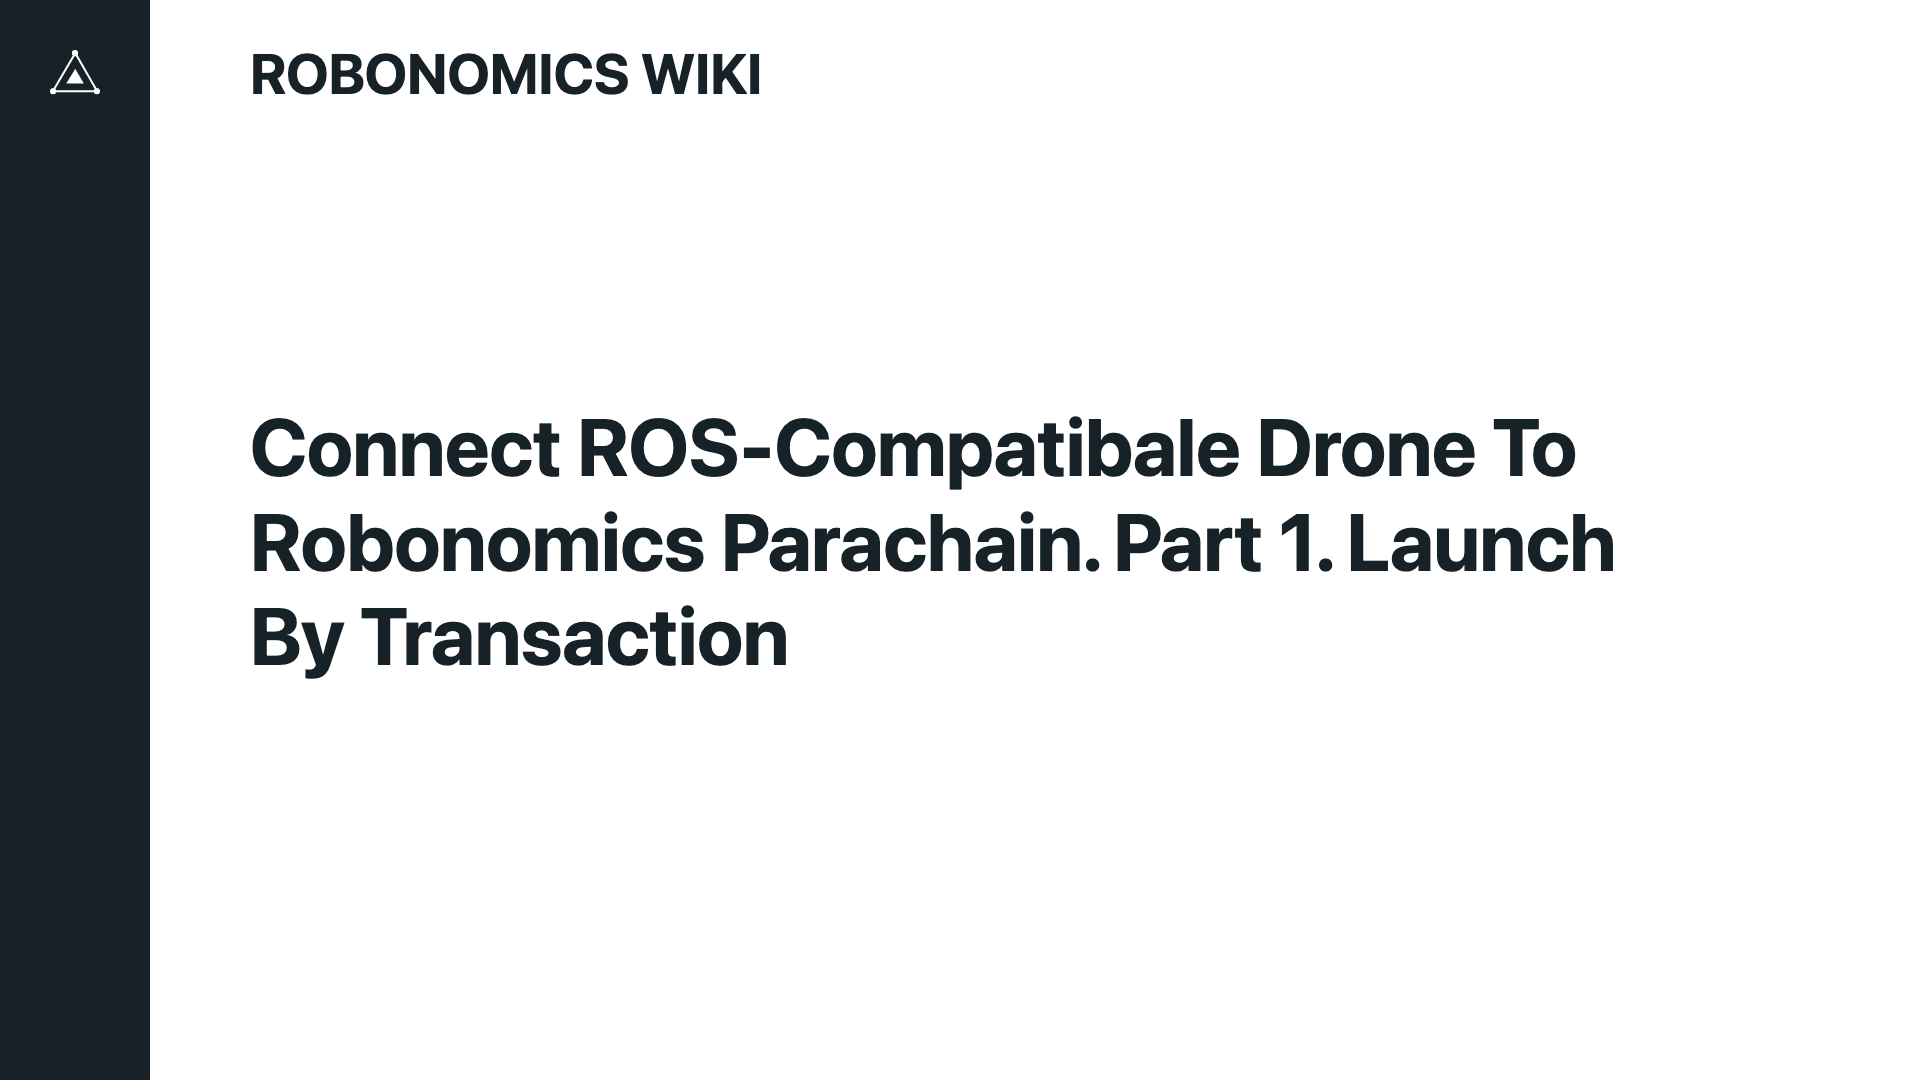 ROBONOMICS WIKI
Connect ROS-Compatibale Drone To
Robonomics Parachain. Part 1. Launch
By Transaction